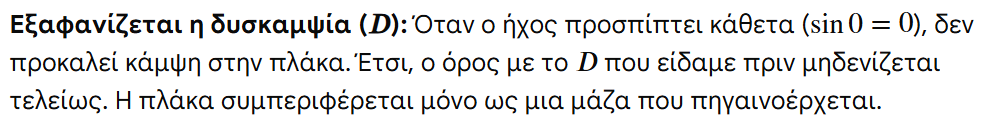 Εξαφανίζεται η δυσκαμψία (D): Όταν ο ήχος προσπίπτει κάθετα (sin 0 = 0), δεν
προκαλεί κάμψη στην πλάκα. Έτσι, ο όρος με το D που είδαμε πριν μηδενίζεται
τελείως. Η πλάκα συμπεριφέρεται μόνο ως μια μάζα που πηγαινοέρχεται.